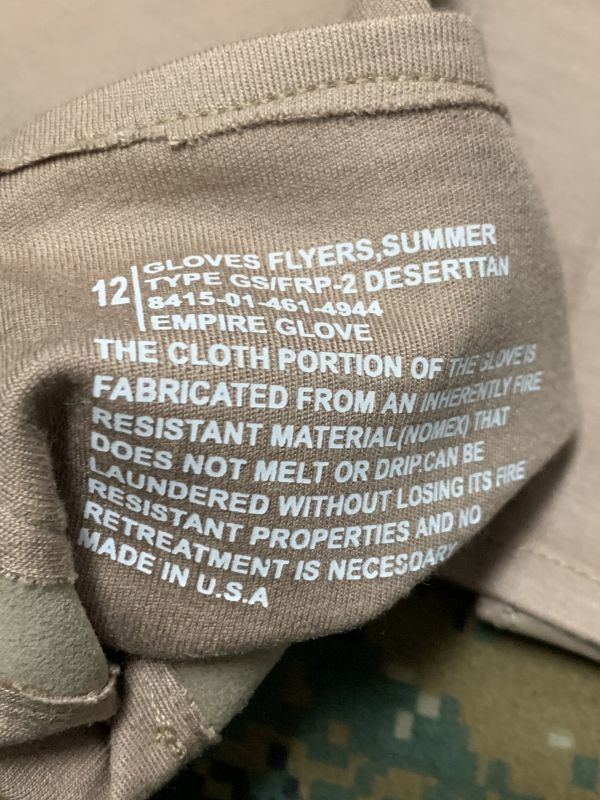 GLOVES FLYERS,SUMMER
12 TYPE GS/FRP-2 DESERTTAN
8415-01-461-4944
EMPIRE GLOVE
THE CLOTH PORTION OF THE GLOVE IS
FABRICATED FROM AN INHERENTLY FIRE
RESISTANT MATERIAL(NOMEX) THAT
DOES NOT MELT OR DRIP.CAN BE
LAUNDERED WITHOUT LOSING ITS FIRE
RESISTANT PROPERTIES AND NO
RETREATMENT IS NECESDARY
MADE IN U.S.A